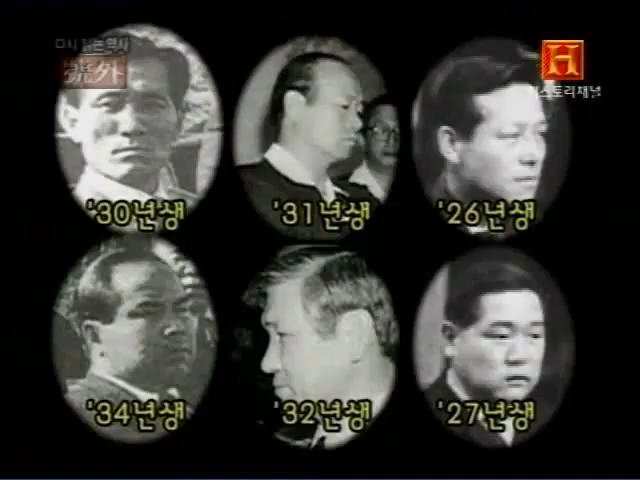 다시 읽는 역사
號外
H
히스토리채널
'30년생
'31년생
'26년생
'34년생
'32년생
'27년생